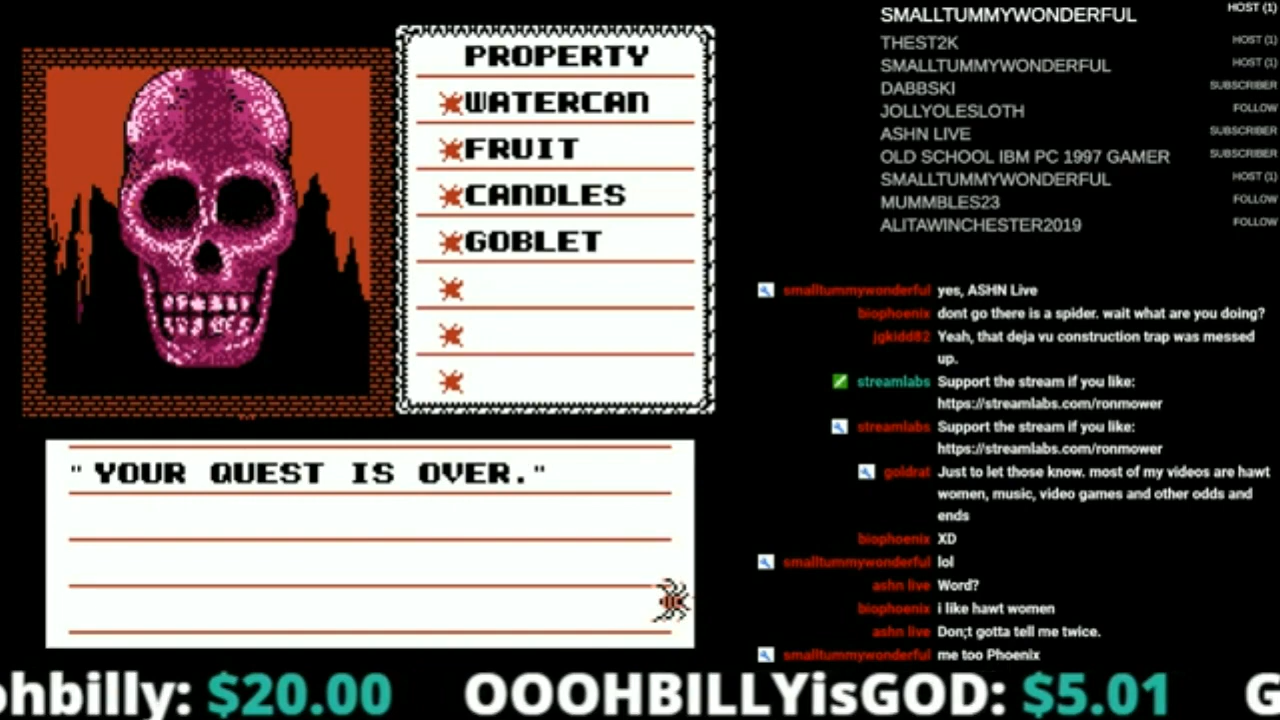 PROPERTY
WATERCAN
FRUIT
CANDLES
GOBLET
" YOUR QUEST IS OVER. "
SMALLTUMMYWONDERFUL HOST (1)
THEST2K HOST (1)
SMALLTUMMYWONDERFUL HOST (1)
DABBSKI SUBSCRIBER
JOLLYOLESLOTH FOLLOW
ASHN LIVE SUBSCRIBER
OLD SCHOOL IBM PC 1997 GAMER SUBSCRIBER
SMALLTUMMYWONDERFUL HOST (1)
MUMMBLES23 FOLLOW
ALITAWINCHESTER2019 FOLLOW
smalltummywonderful yes, ASHN Live
biophoenix dont go there is a spider. wait what are you doing?
jgkidd82 Yeah, that deja vu construction trap was messed
up.
streamlabs Support the stream if you like:
https://streamlabs.com/ronmower
streamlabs Support the stream if you like:
https://streamlabs.com/ronmower
goldrat Just to let those know. most of my videos are hawt
women, music, video games and other odds and
ends
biophoenix XD
smalltummywonderful lol
ashn live Word?
biophoenix i like hawt women
ashn live Don;t gotta tell me twice.
smalltummywonderful me too Phoenix
ohbilly: $20.00 OOOHBILLYisGOD: $5.01 G